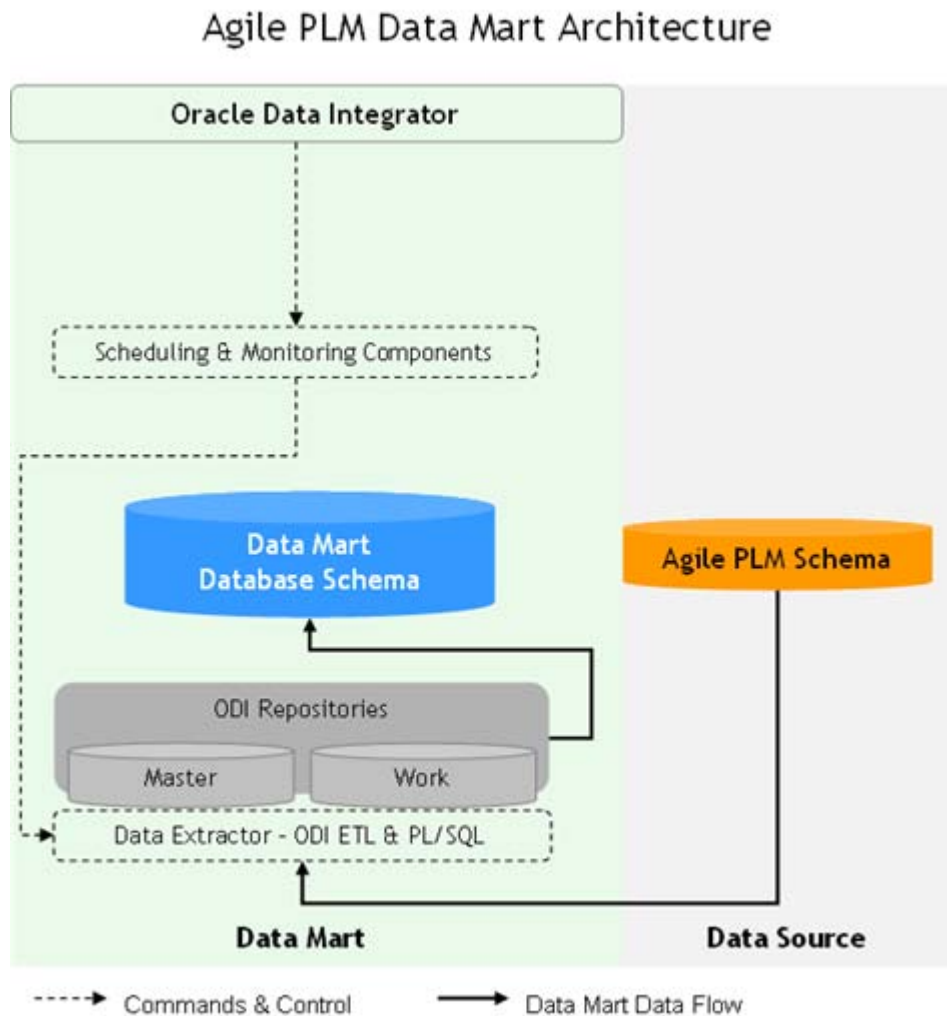 Agile PLM Data Mart Architecture
Oracle Data Integrator
Scheduling & Monitoring Components
Data Mart
Database Schema
Agile PLM Schema
ODI Repositories
Master
Work
Data Extractor - ODI ETL & PL/SQL
Data Mart
Data Source
Commands & Control
Data Mart Data Flow